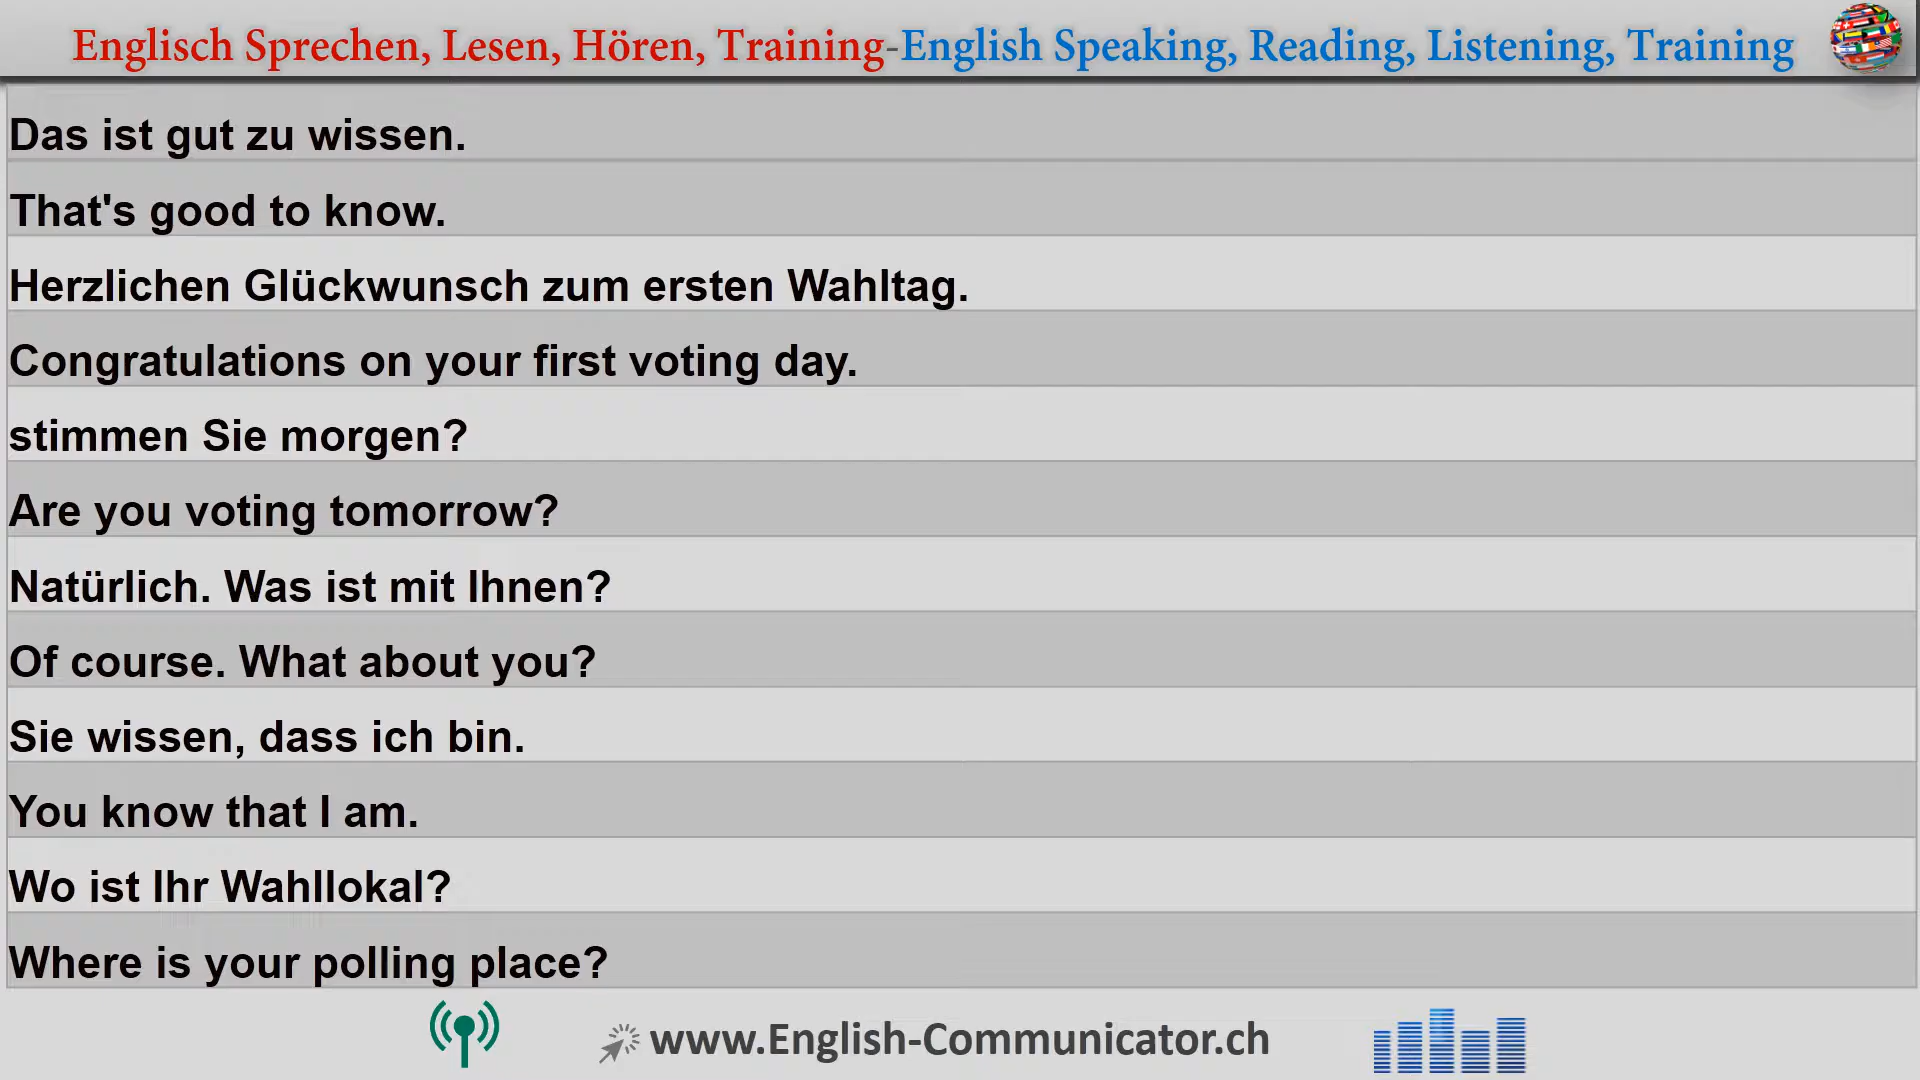 Englisch Sprechen, Lesen, Hören, Training-English Speaking, Reading, Listening, Training
Das ist gut zu wissen.
That's good to know.
Herzlichen Glückwunsch zum ersten Wahltag.
Congratulations on your first voting day.
stimmen Sie morgen?
Are you voting tomorrow?
Natürlich. Was ist mit Ihnen?
Of course. What about you?
Sie wissen, dass ich bin.
You know that I am.
Wo ist Ihr Wahllokal?
Where is your polling place?
www.English-Communicator.ch